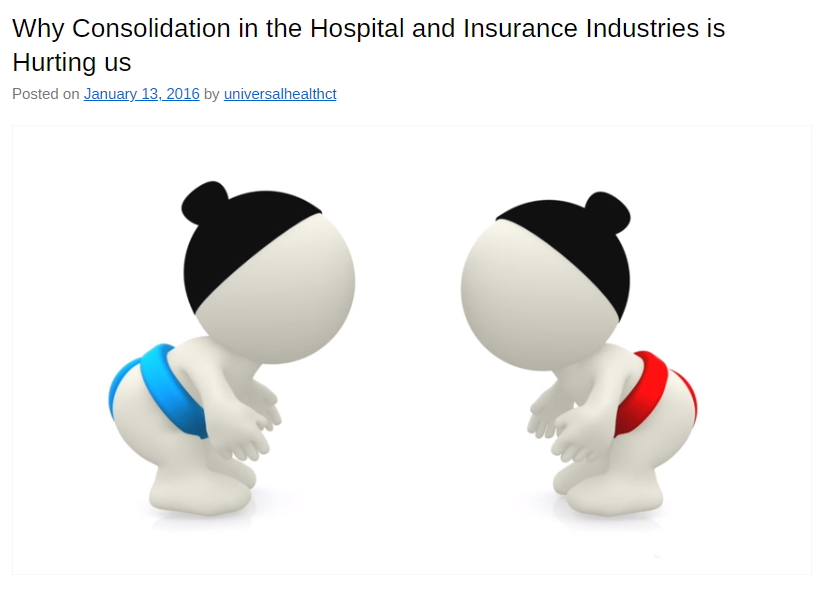 Why Consolidation in the Hospital and Insurance Industries is
Hurting us
Posted on January 13, 2016 by universalhealthct